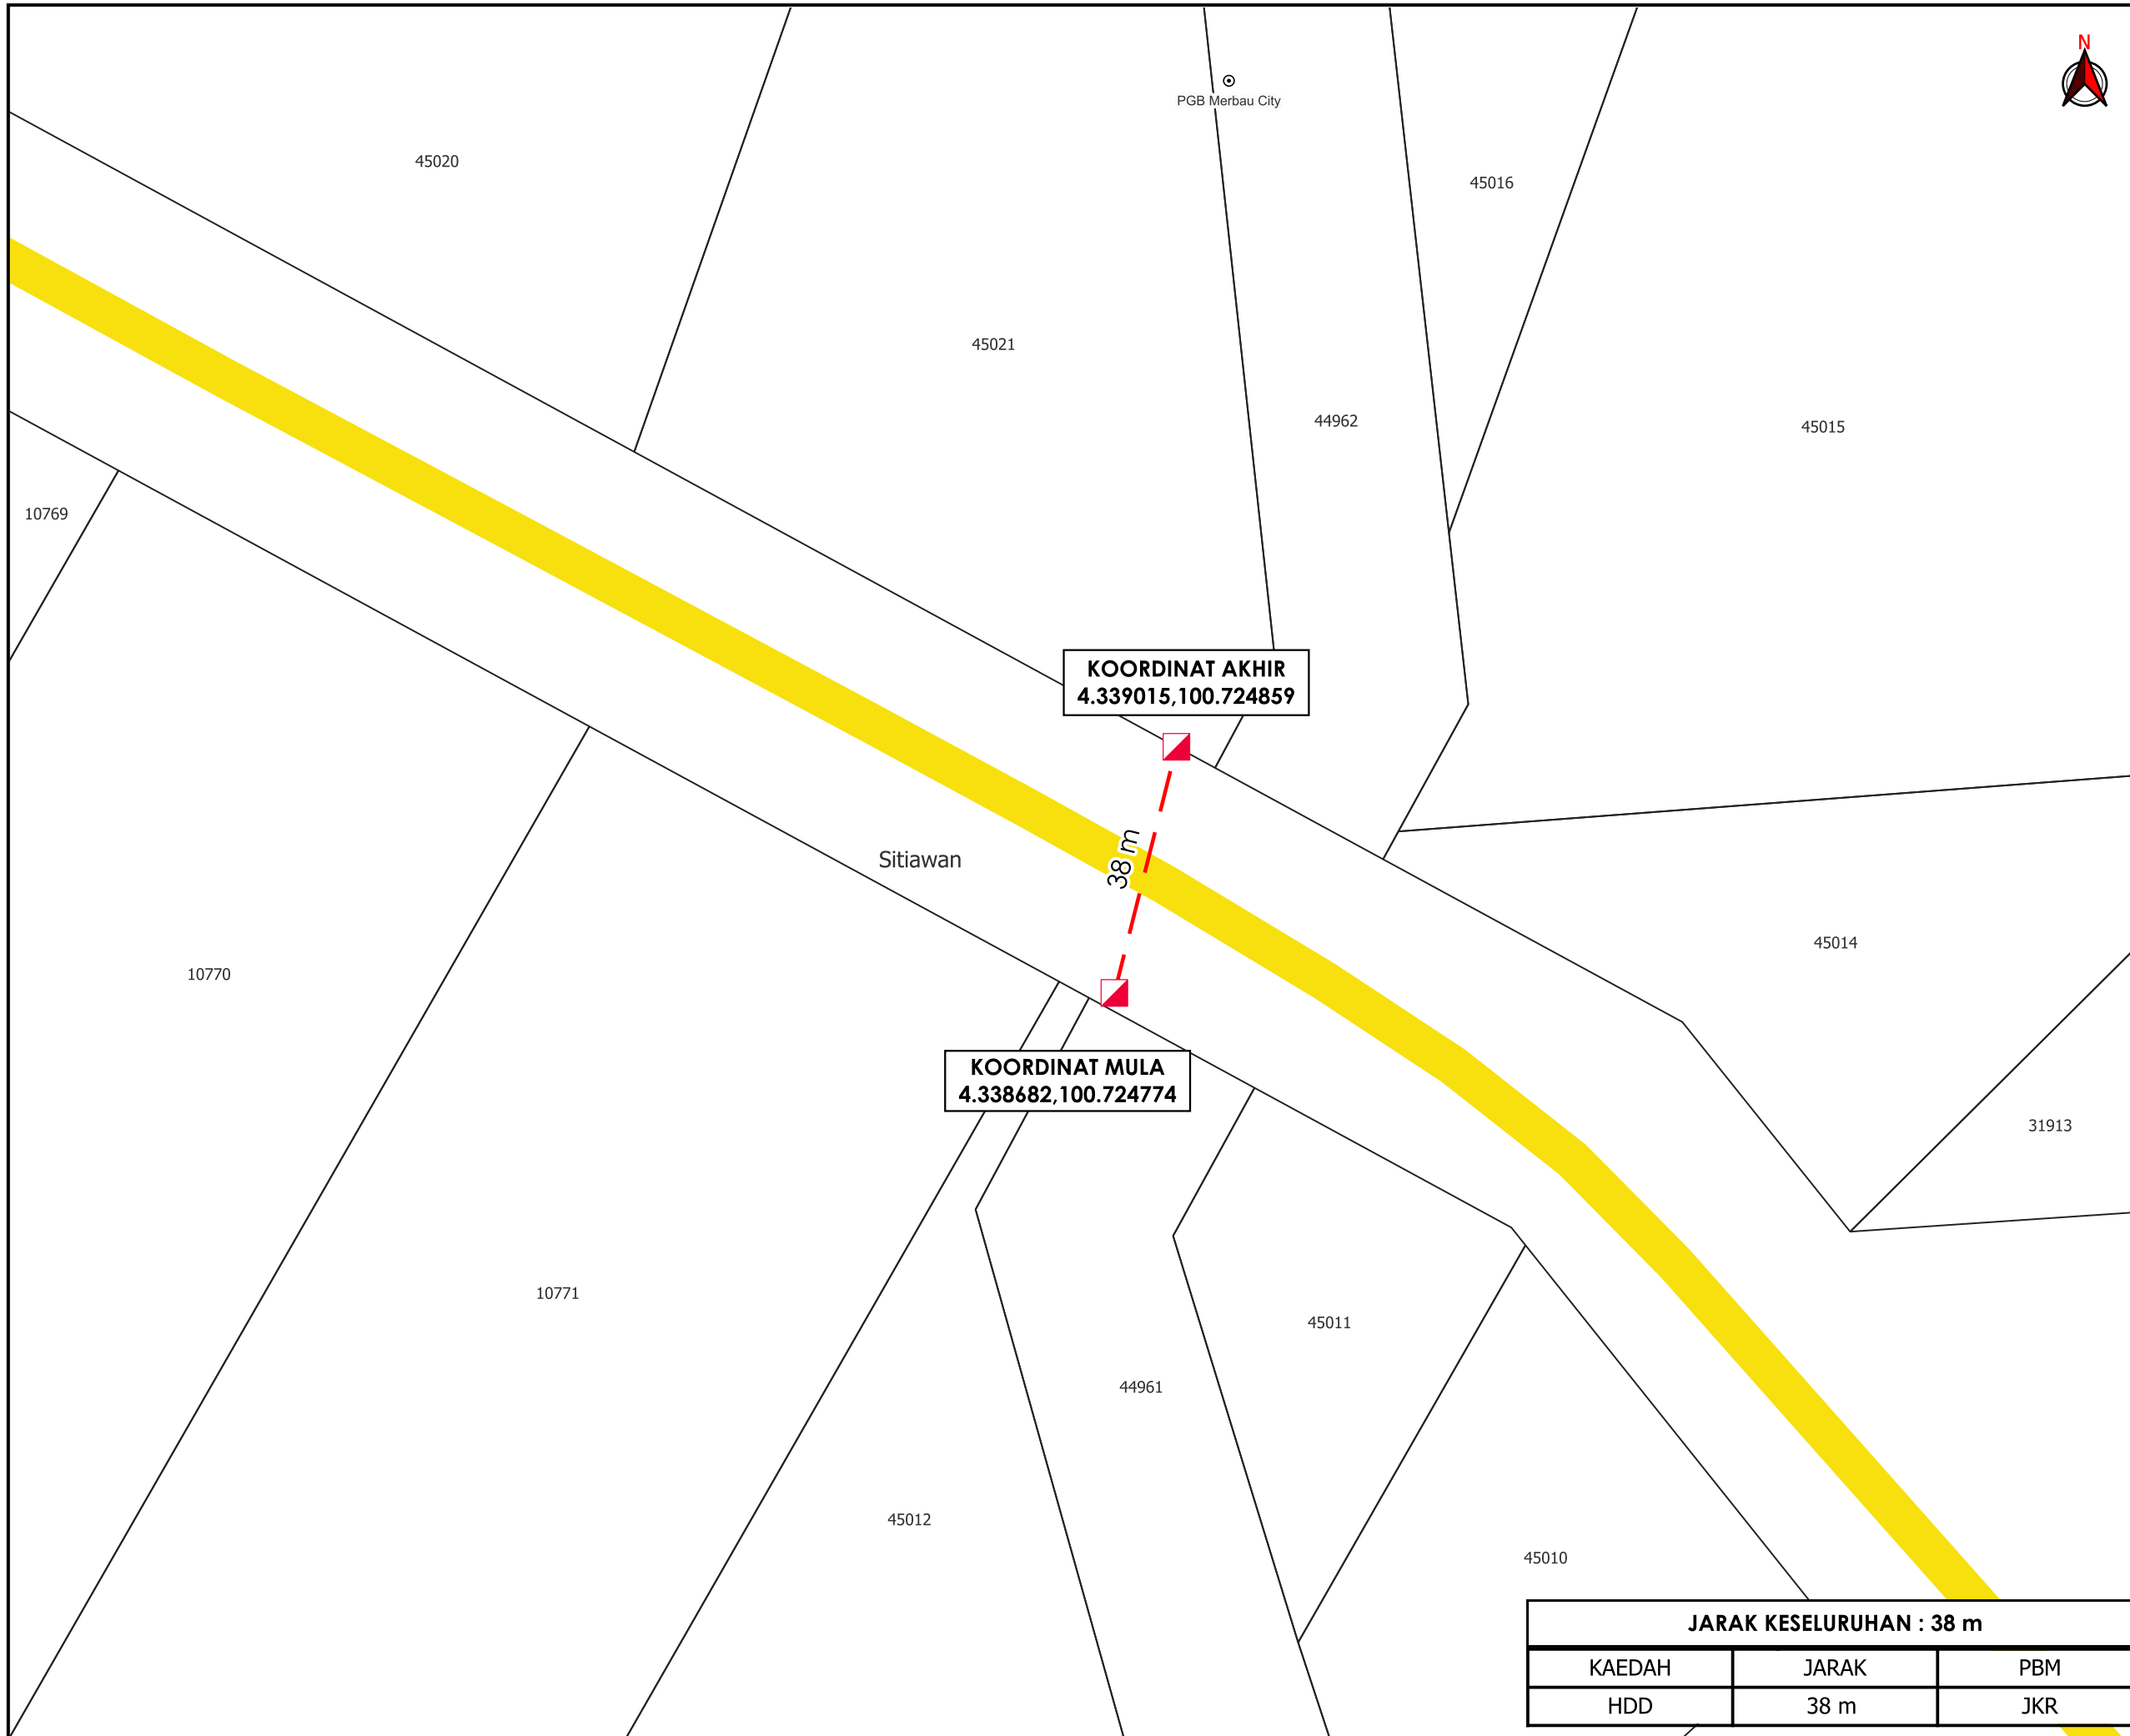 N
PGB Merbau City
45020
45016
45021
44962
45015
10769
KOORDINAT AKHIR
4.339015,100.724859
38 m
Sitiawan
45014
10770
KOORDINAT MULA
4.338682,100.724774
31913
10771
45011
44961
45012
45010
JARAK KESELURUHAN : 38 m
KAEDAH JARAK PBM
HDD 38 m JKR